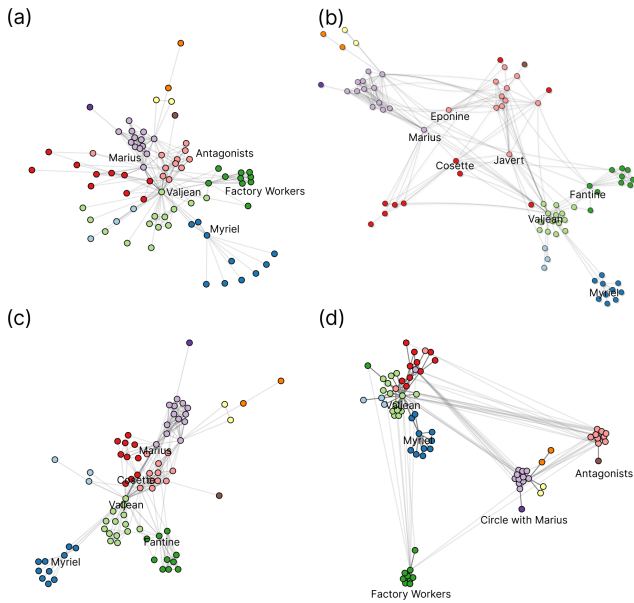 (a)
Marius
Antagonists
Valjean
Factory Workers
Myriel
(b)
Eponine
Marius
Cosette
Javert
Fantine
Valjean
Myriel
(c)
Marius
Cosette
Valjean
Fantine
Myriel
(d)
Valjean
Myriel
Antagonists
Circle with Marius
Factory Workers